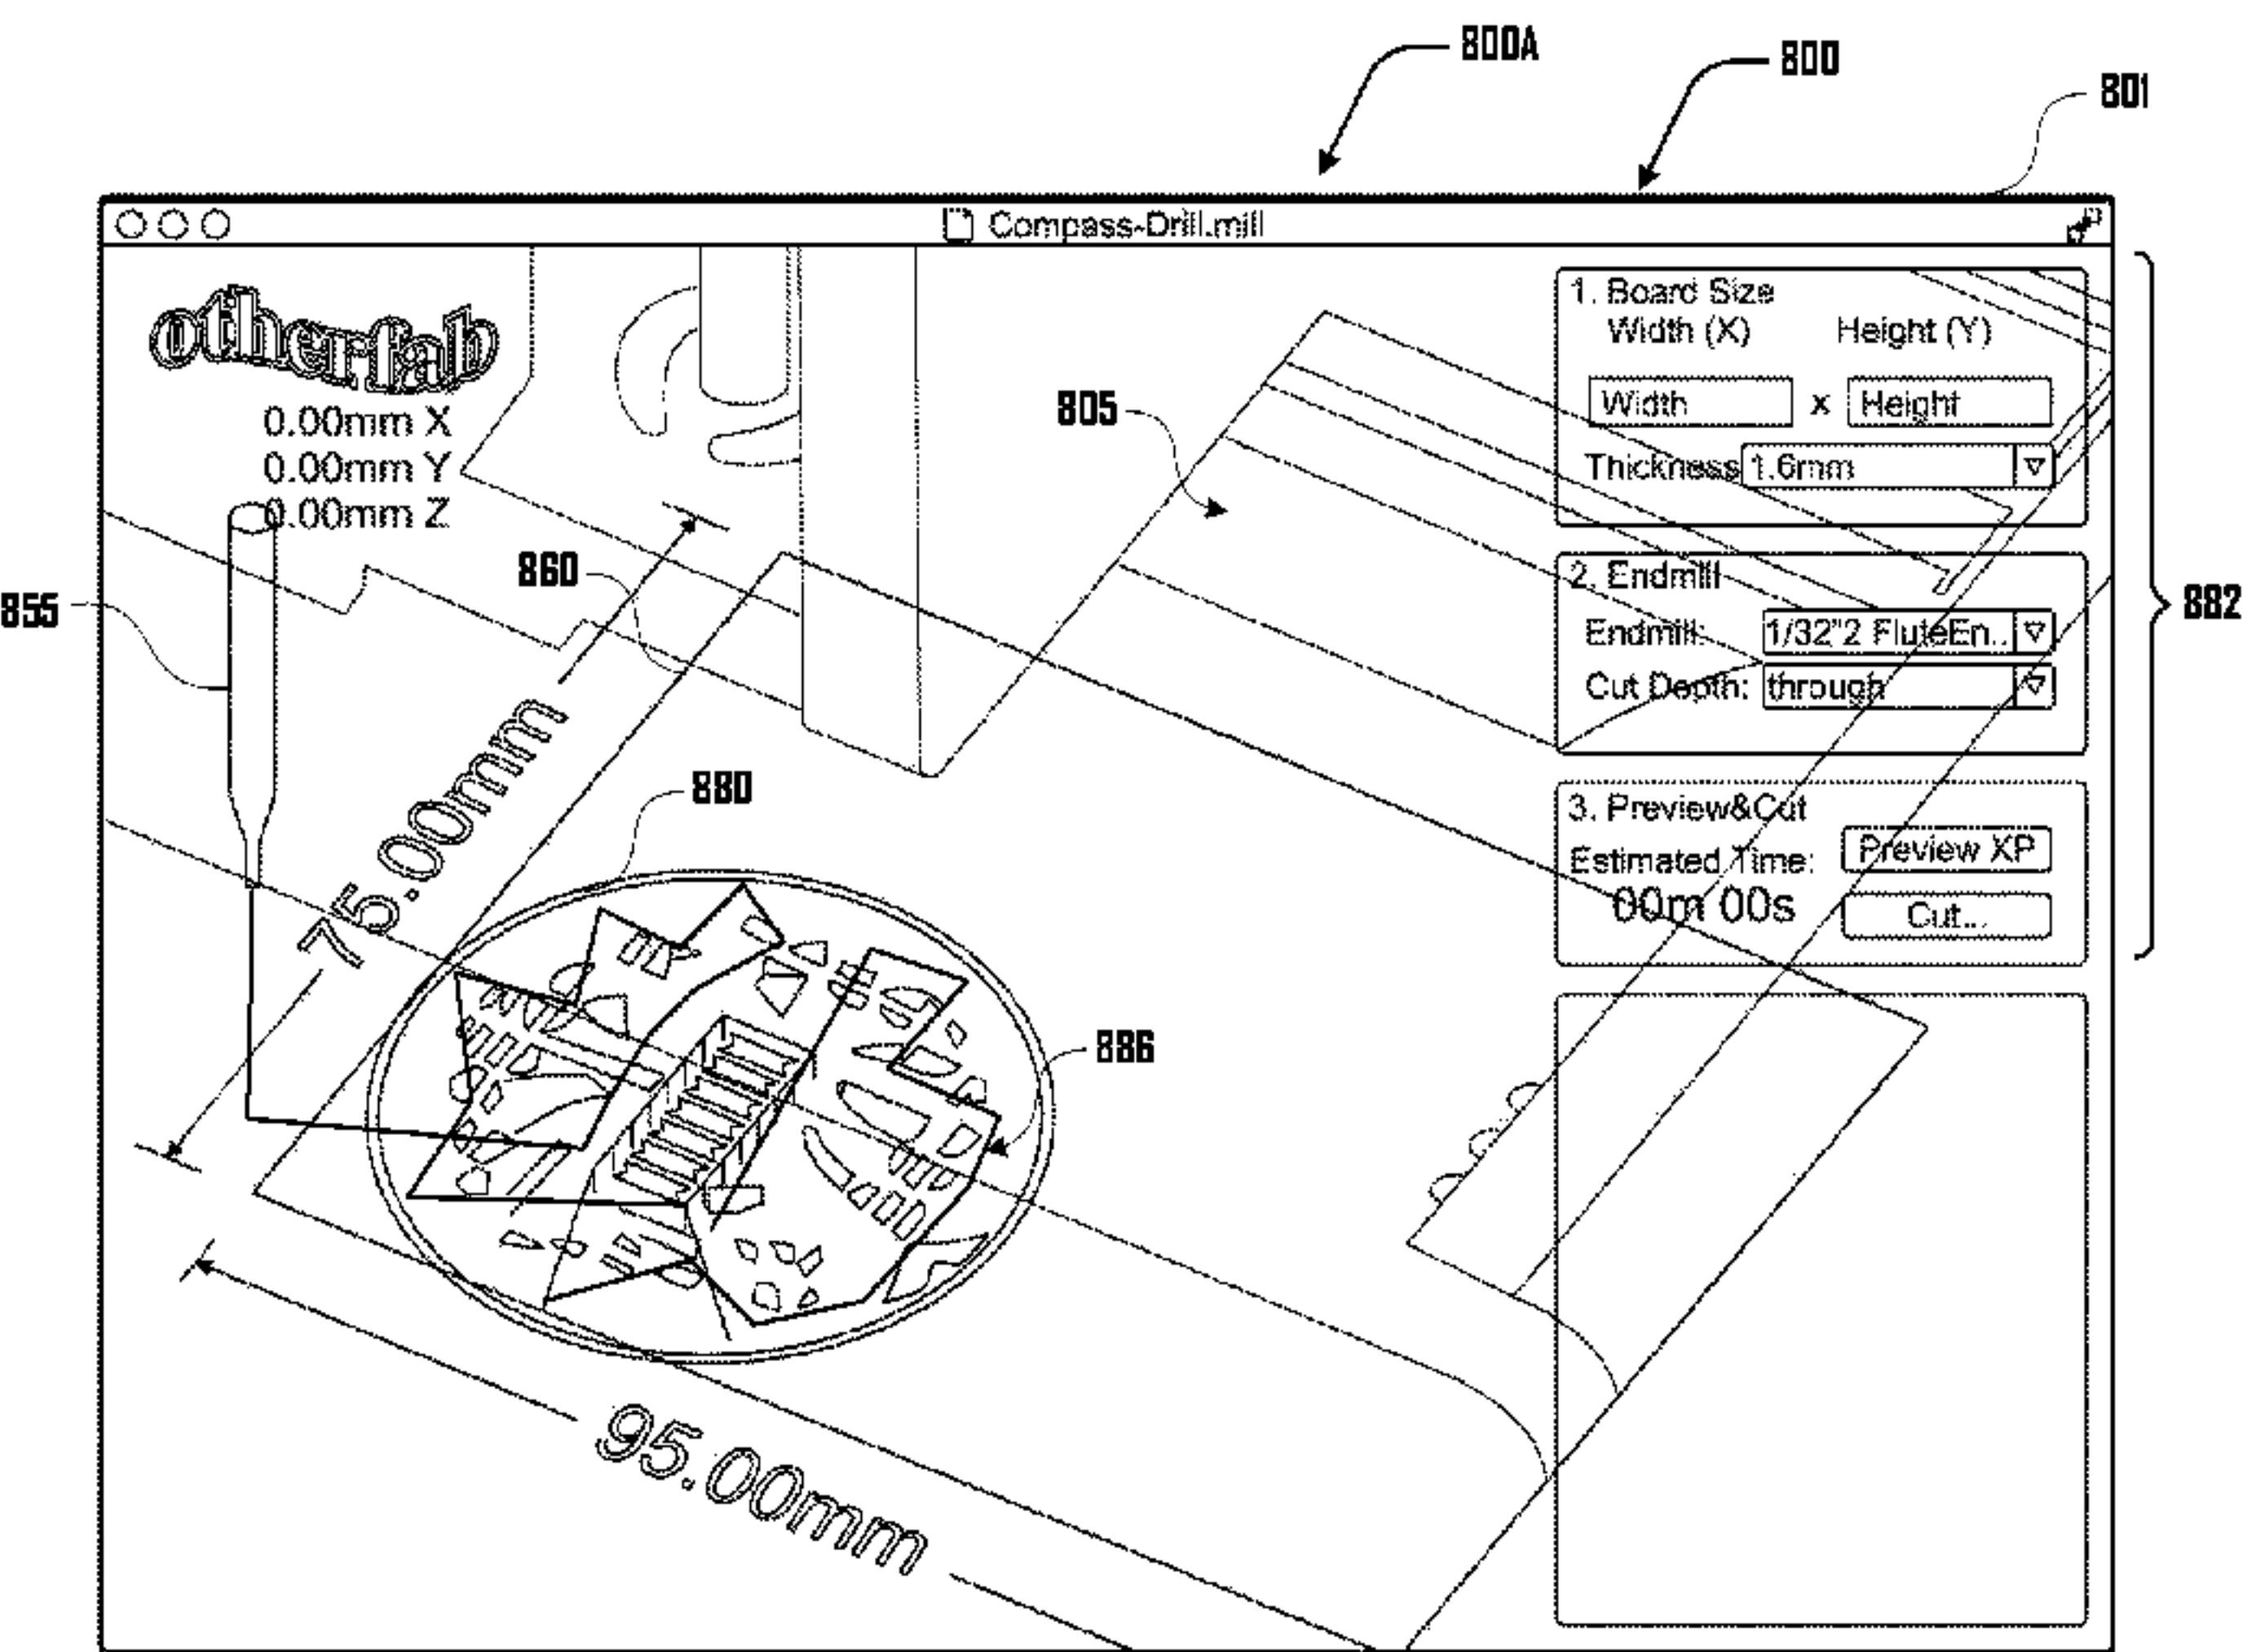 800A
800
801
Compass-Drill.mill
otherfab
0.00mm X
0.00mm Y
0.00mm Z
1. Board Size
Width (X) Height (Y)
Width x Height
Thickness 1.6mm
805
860
855
2. Endmill
Endmill: 1/32"2 FluteEn..
Cut Depth: through
882
75.00mm
880
3. Preview&Cut
Estimated Time: Preview XP
00m 00s Cut...
886
95.00mm